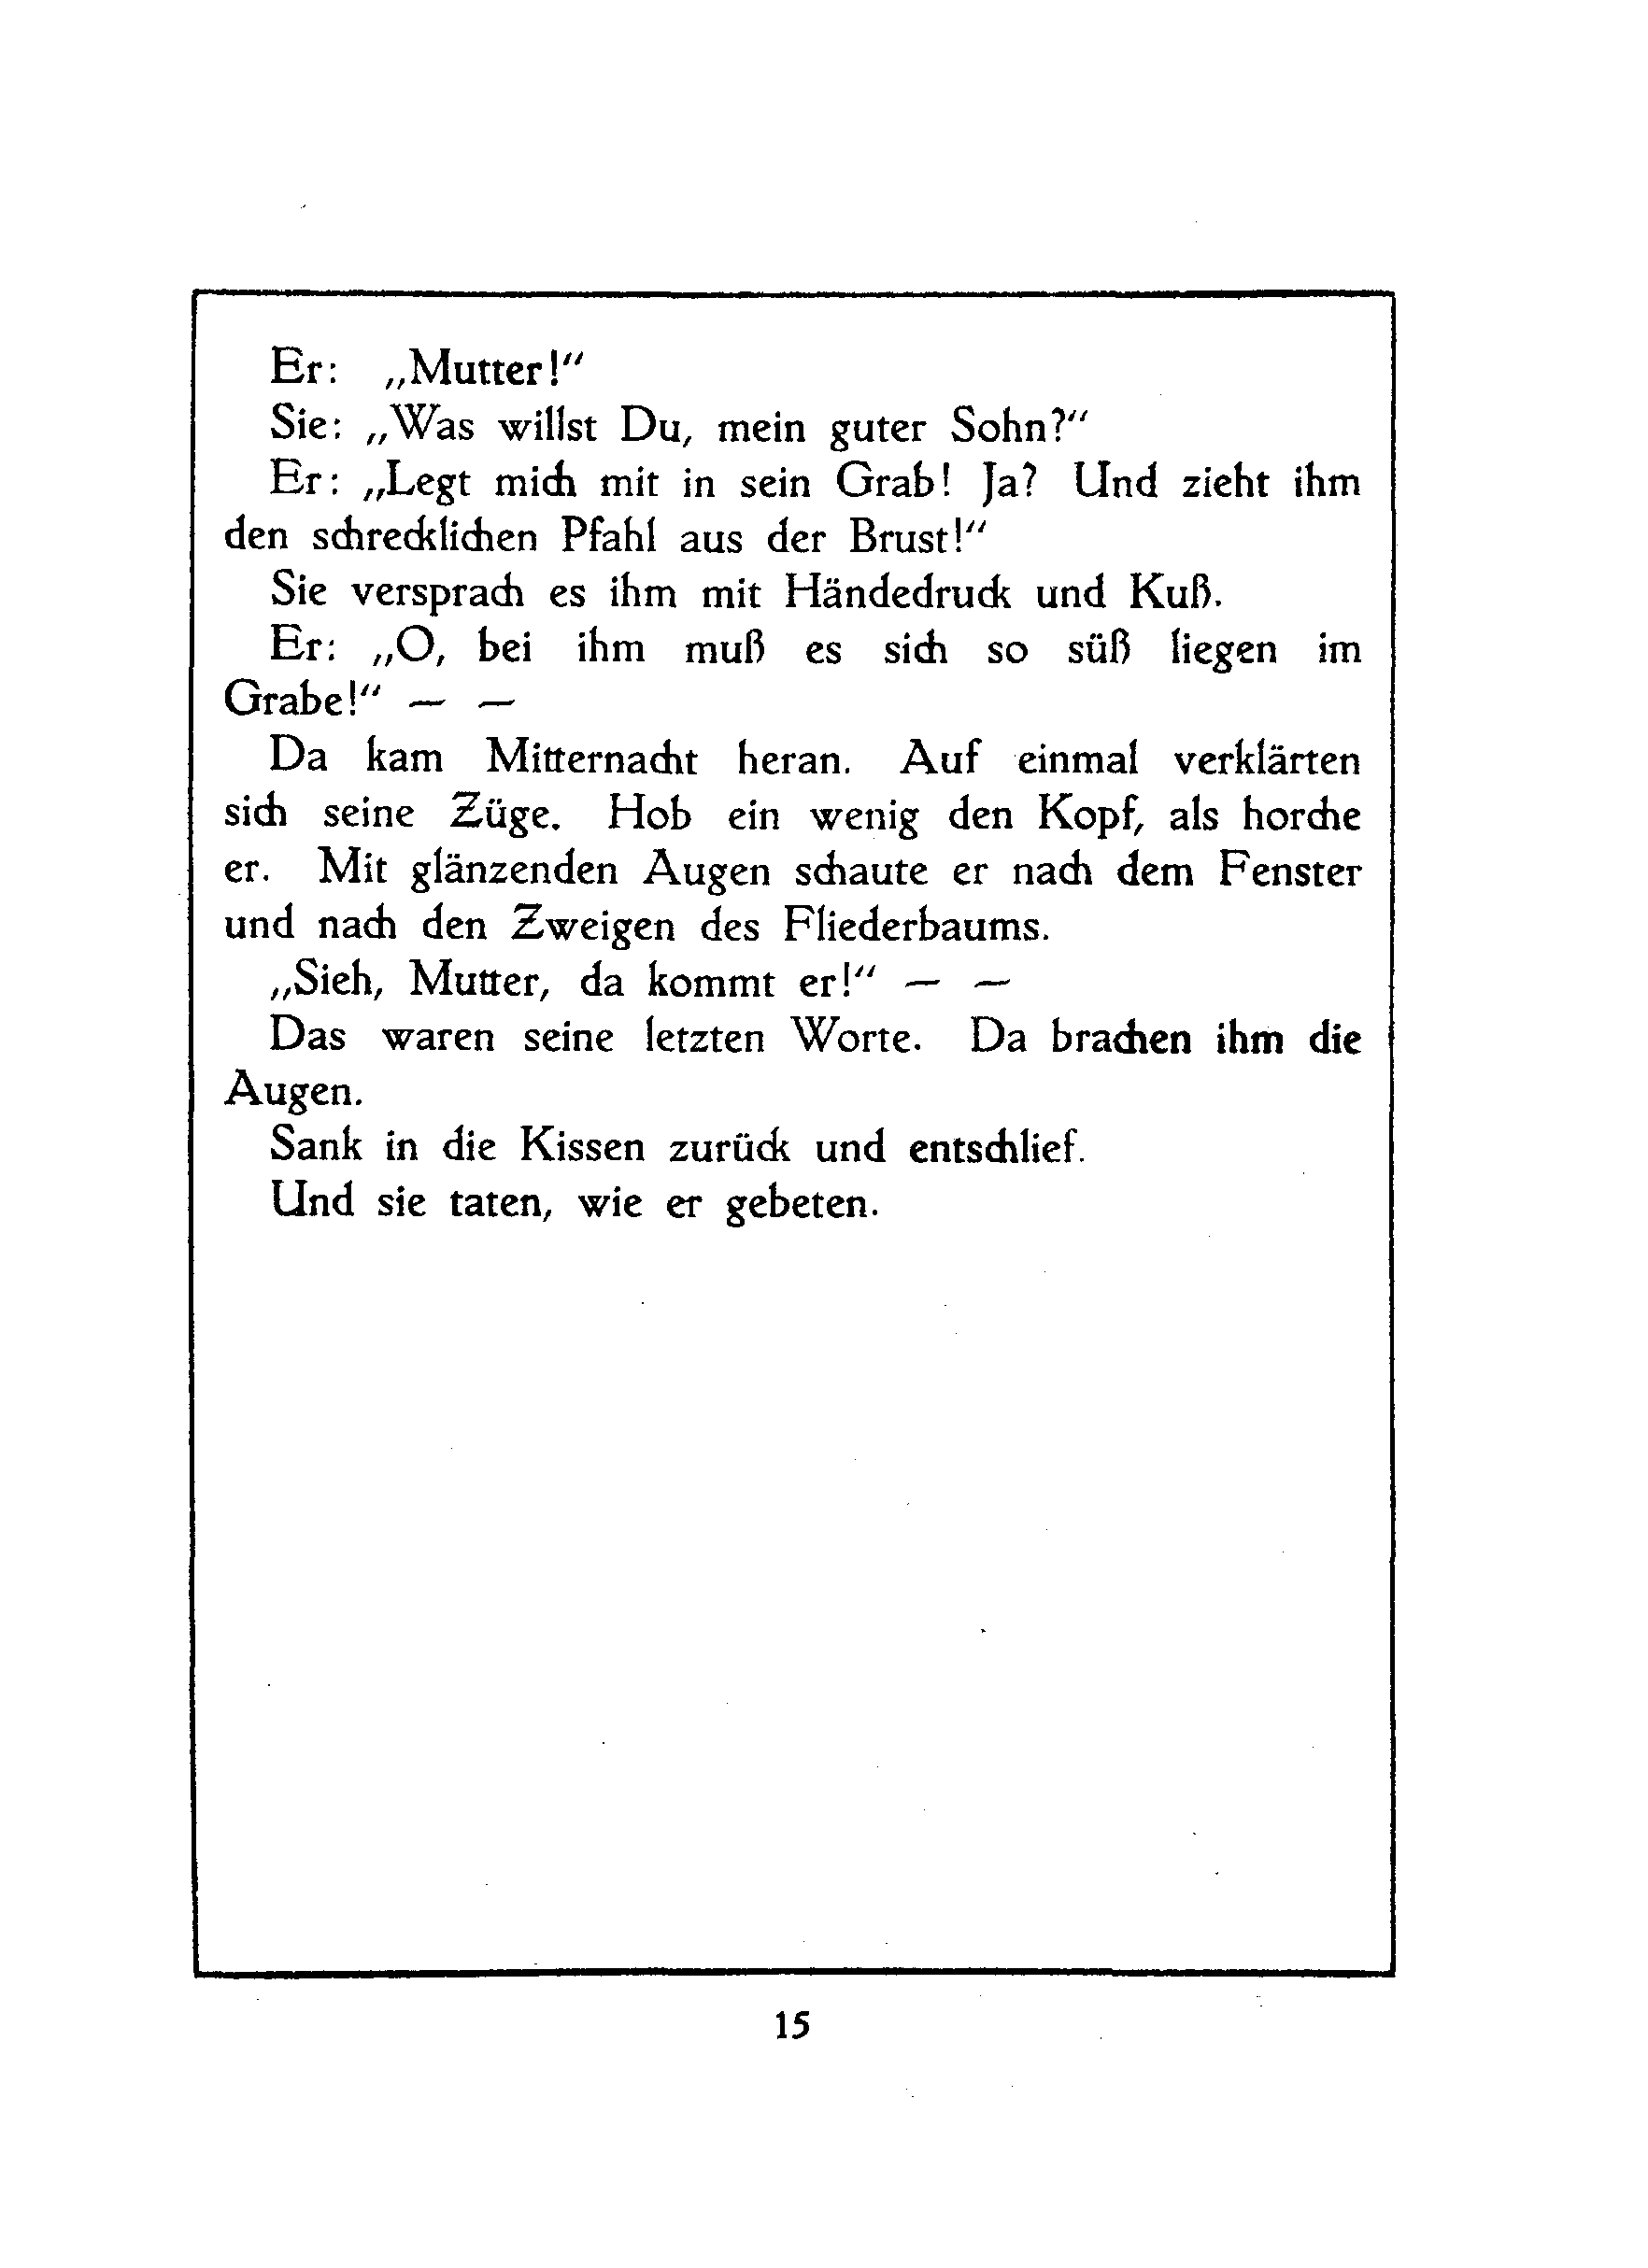 Er: „Mutter!“
Sie: „Was willst Du, mein guter Sohn?“
Er: „Legt mich mit in sein Grab! Ja? Und zieht ihm
den schrecklichen Pfahl aus der Brust!“
Sie versprach es ihm mit Händedruck und Kuß.
Er: „O, bei ihm muß es sich so süß liegen im
Grabe!“ — —
Da kam Mitternacht heran. Auf einmal verklärten
sich seine Züge. Hob ein wenig den Kopf, als horche
er. Mit glänzenden Augen schaute er nach dem Fenster
und nach den Zweigen des Fliederbaums.
„Sieh, Mutter, da kommt er!“ — —
Das waren seine letzten Worte. Da brachen ihm die
Augen.
Sank in die Kissen zurück und entschlief.
Und sie taten, wie er gebeten.
15